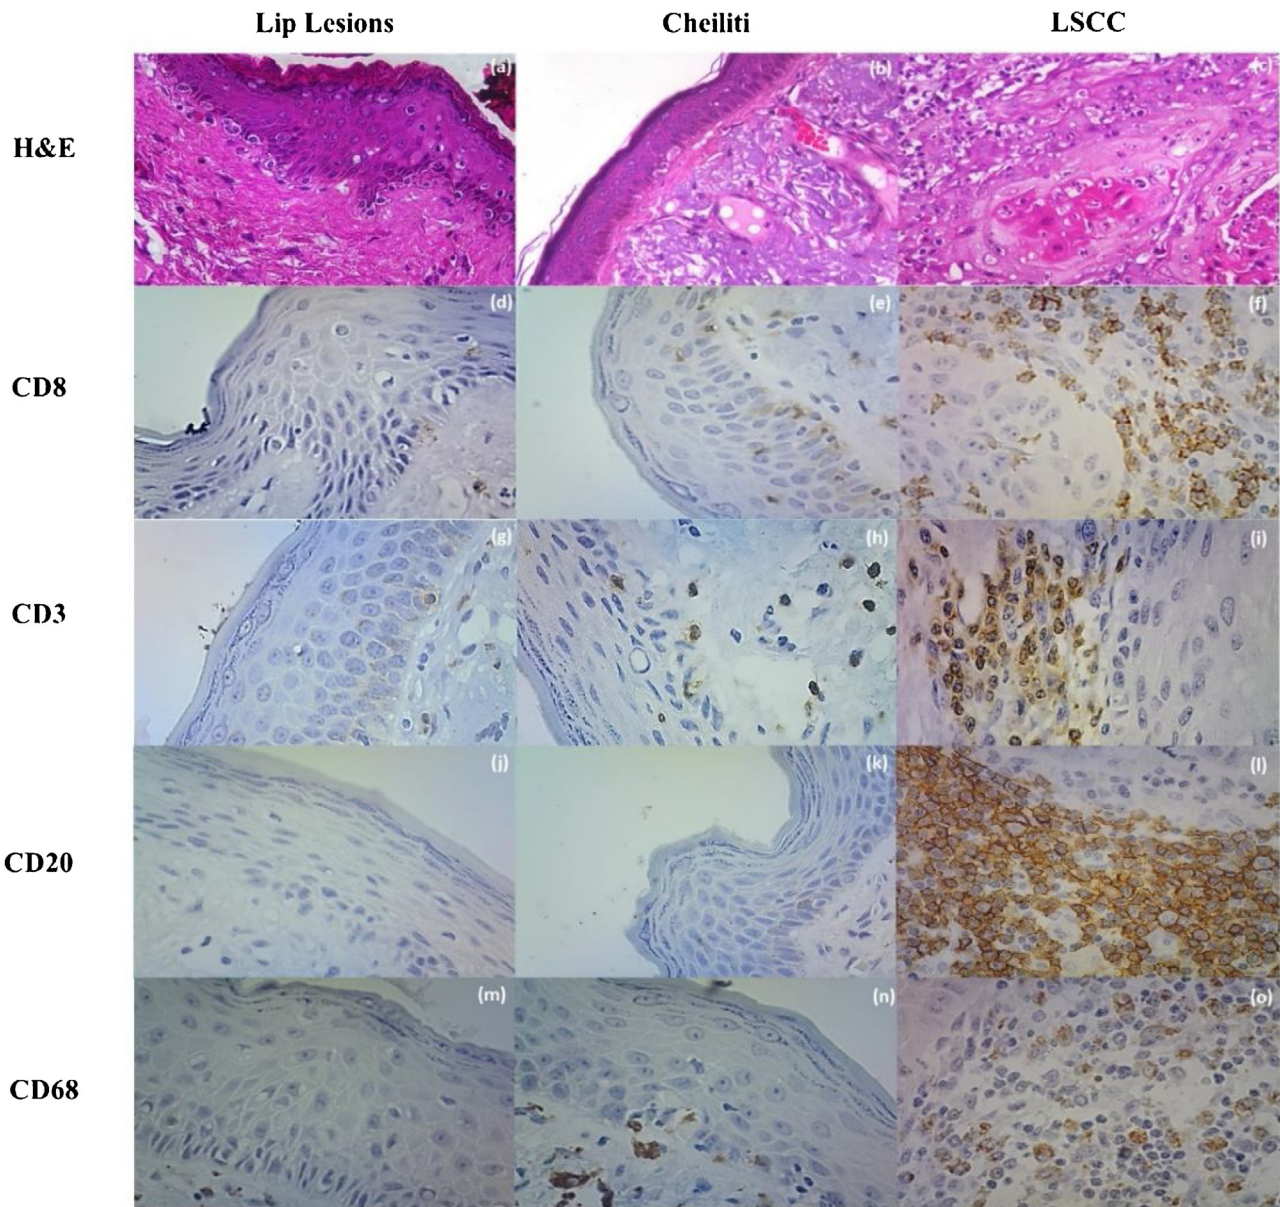 Lip Lesions Cheiliti LSCC
H&E (a) (b) (c)
CD8 (d) (e) (f)
CD3 (g) (h) (i)
CD20 (j) (k) (l)
CD68 (m) (n) (o)